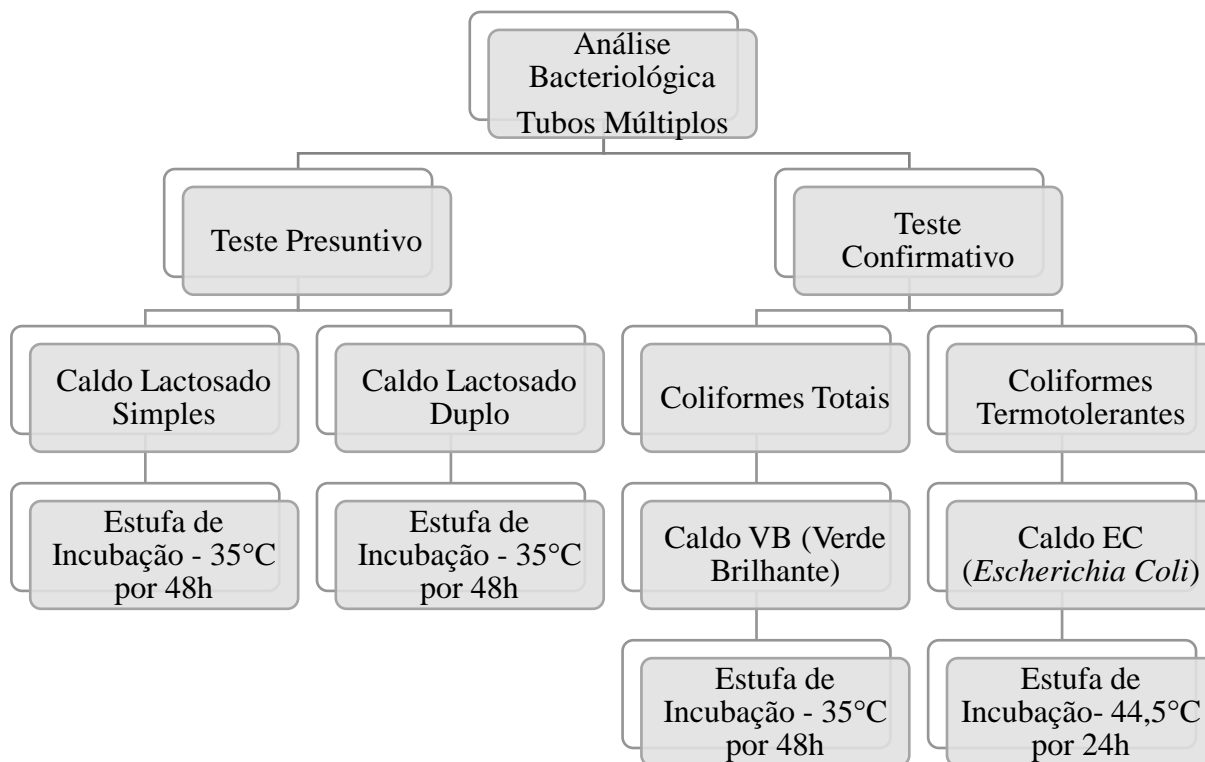 Análise
Bacteriológica
Tubos Múltiplos
Teste Presuntivo
Teste
Confirmativo
Caldo Lactosado
Simples
Caldo Lactosado
Duplo
Coliformes Totais
Coliformes
Termotolerantes
Estufa de
Incubação - 35°C
por 48h
Estufa de
Incubação - 35°C
por 48h
Caldo VB (Verde
Brilhante)
Caldo EC
(Escherichia Coli)
Estufa de
Incubação - 35°C
por 48h
Estufa de
Incubação- 44,5°C
por 24h